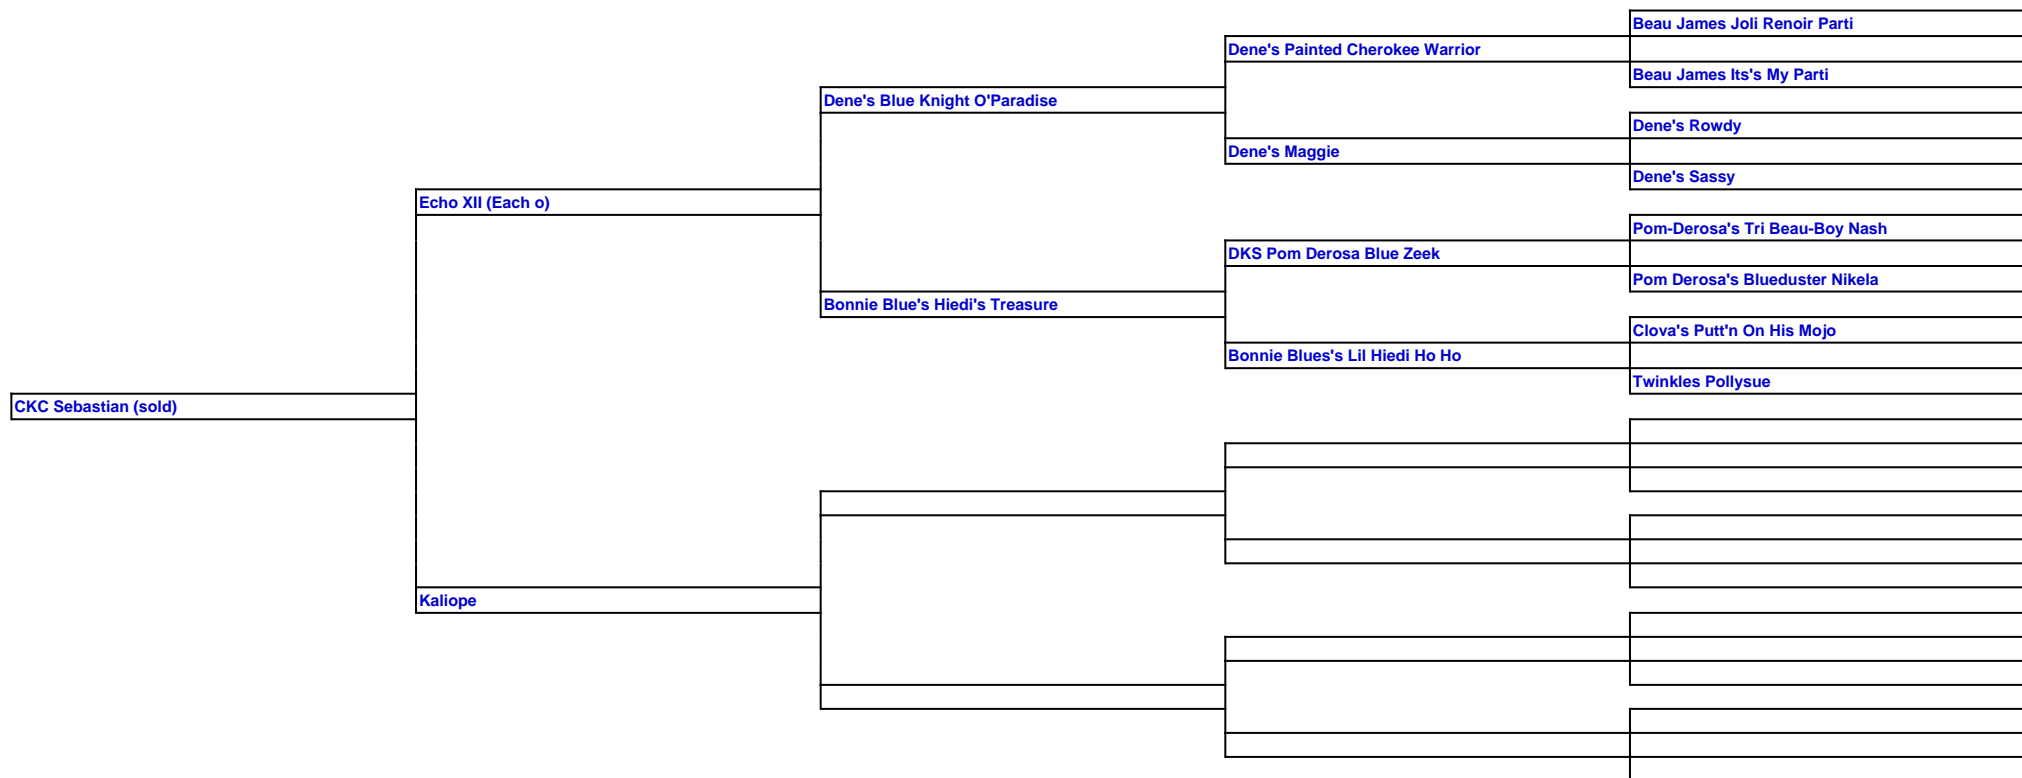 Beau James Joli Renoir Parti
Dene's Painted Cherokee Warrior
Beau James Its's My Parti
Dene's Blue Knight O'Paradise
Dene's Rowdy
Dene's Maggie
Dene's Sassy
Echo XII (Each o)
Pom-Derosa's Tri Beau-Boy Nash
DKS Pom Derosa Blue Zeek
Pom Derosa's Blueduster Nikela
Bonnie Blue's Hiedi's Treasure
Clova's Putt'n On His Mojo
Bonnie Blues's Lil Hiedi Ho Ho
Twinkles Pollysue
CKC Sebastian (sold)
Kaliope